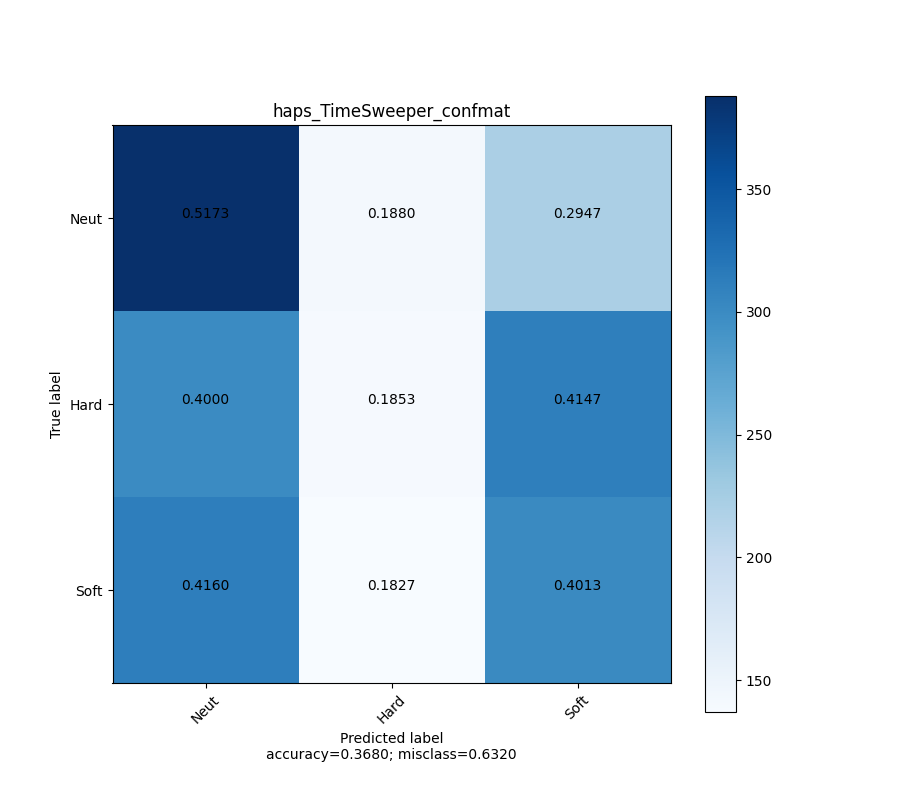 haps_TimeSweeper_confmat
Neut
0.5173
0.1880
0.2947
Hard
0.4000
0.1853
0.4147
Soft
0.4160
0.1827
0.4013
True label
Neut
Hard
Soft
Predicted label
accuracy=0.3680; misclass=0.6320
350
300
250
200
150